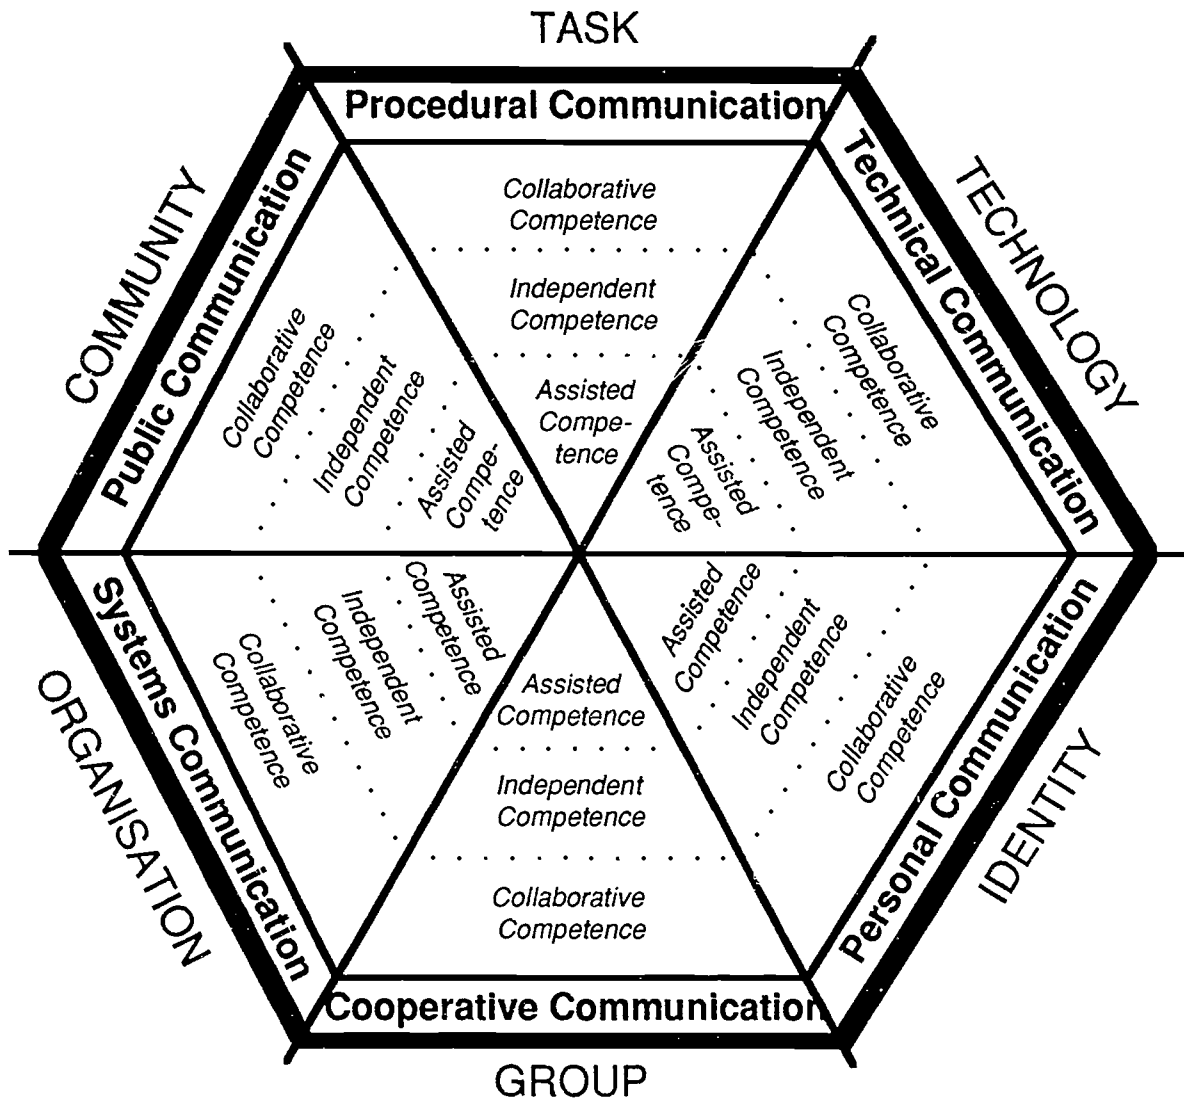 TASK
Procedural Communication
Collaborative
Competence
Independent
Competence
Assisted
Compe-
tence
TECHNOLOGY
Technical Communication
Collaborative
Competence
Independent
Competence
Assisted
Compe-
tence
IDENTITY
Personal Communication
Assisted
Competence
Independent
Competence
Collaborative
Competence
GROUP
Cooperative Communication
Assisted
Competence
Independent
Competence
Collaborative
Competence
ORGANISATION
Systems Communication
Assisted
Competence
Independent
Competence
Collaborative
Competence
COMMUNITY
Public Communication
Collaborative
Competence
Independent
Competence
Assisted
Compe-
tence